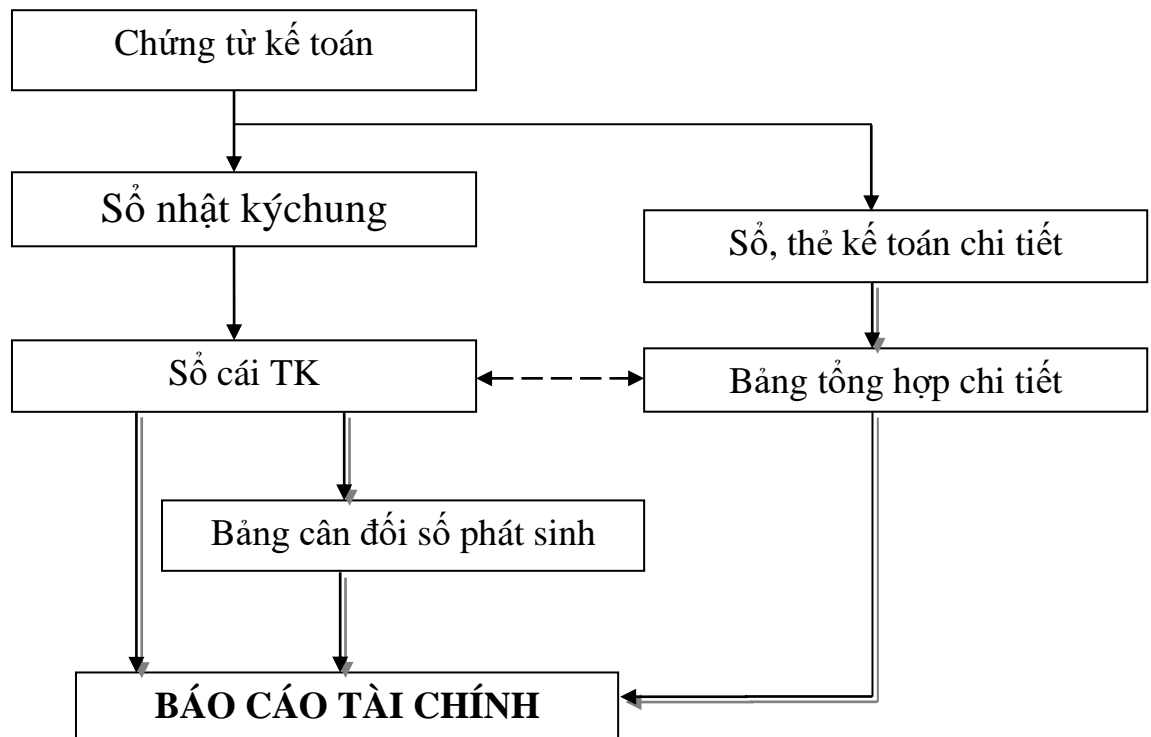 Chứng từ kế toán
Sổ nhật kýchung
Sổ, thẻ kế toán chi tiết
Sổ cái TK
Bảng tổng hợp chi tiết
Bảng cân đối số phát sinh
BÁO CÁO TÀI CHÍNH